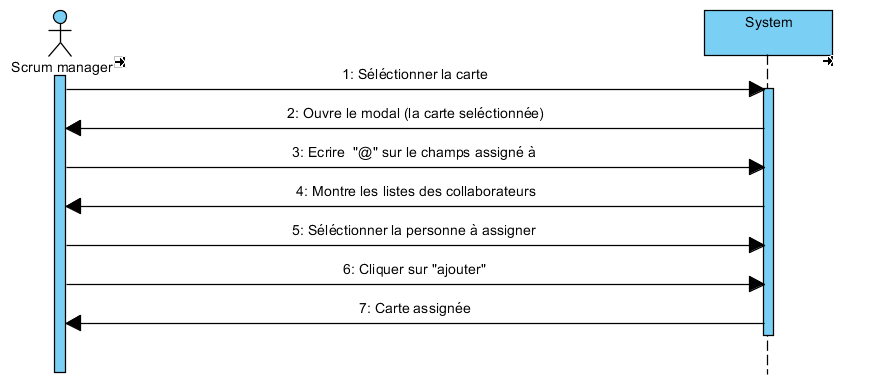 System
Scrum manager
1: Séléctionner la carte
2: Ouvre le modal (la carte seléctionnée)
3: Ecrire "@" sur le champs assigné à
4: Montre les listes des collaborateurs
5: Séléctionner la personne à assigner
6: Cliquer sur "ajouter"
7: Carte assignée